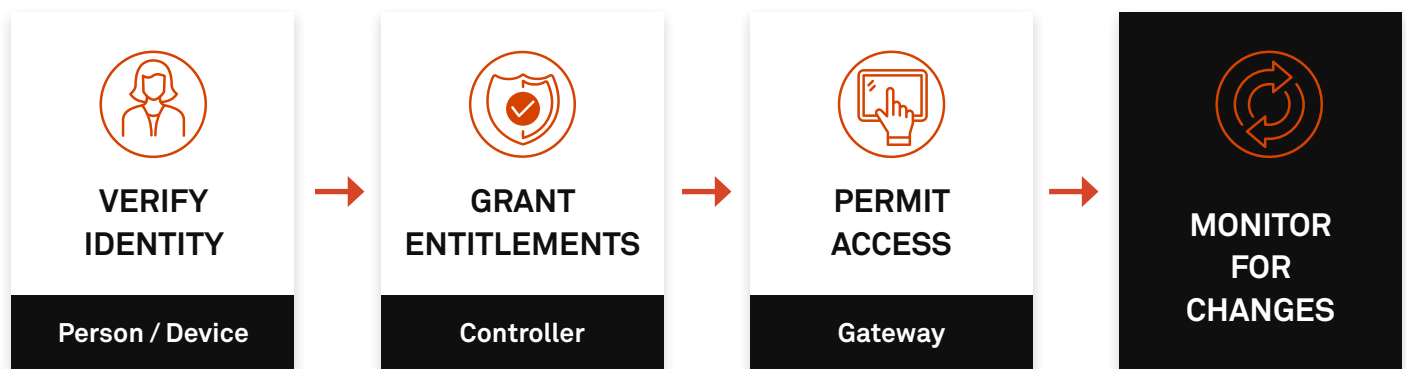 VERIFY
IDENTITY
Person / Device
GRANT
ENTITLEMENTS
Controller
PERMIT
ACCESS
Gateway
MONITOR
FOR
CHANGES